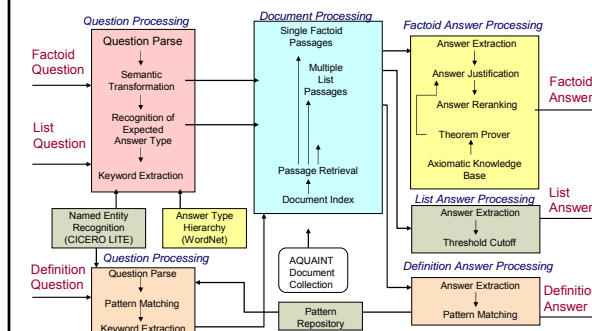 Question Processing
Question Parse
Semantic
Transformation
Recognition of
Expected
Answer Type
Keyword Extraction
Factoid
Question
List
Question
Named Entity
Recognition
(CICERO LITE)
Answer Type
Hierarchy
(WordNet)
Document Processing
Single Factoid
Passages
Multiple
List
Passages
Passage Retrieval
Document Index
AQUAINT
Document
Collection
Factoid Answer Processing
Answer Extraction
Answer Justification
Answer Reranking
Theorem Prover
Axiomatic Knowledge
Base
Factoid
Answer
List Answer Processing
Answer Extraction
Threshold Cutoff
List
Answer
Definition
Question
Question Processing
Question Parse
Pattern Matching
Keyword Extraction
Pattern
Repository
Definition Answer Processing
Answer Extraction
Pattern Matching
Definitio
Answer